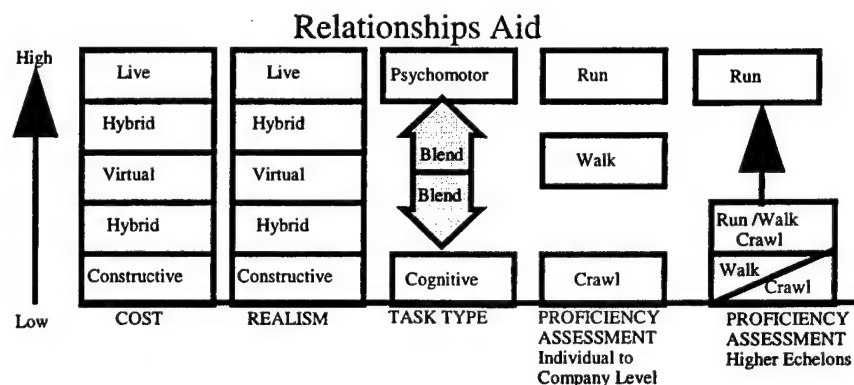 Relationships Aid
High
Low
Live
Hybrid
Virtual
Hybrid
Constructive
COST
Live
Hybrid
Virtual
Hybrid
Constructive
REALISM
Psychomotor
Blend
Blend
Cognitive
TASK TYPE
Run
Walk
Crawl
PROFICIENCY
ASSESSMENT
Individual to
Company Level
Run
Run /Walk
Crawl
Walk
Crawl
PROFICIENCY
ASSESSMENT
Higher Echelons